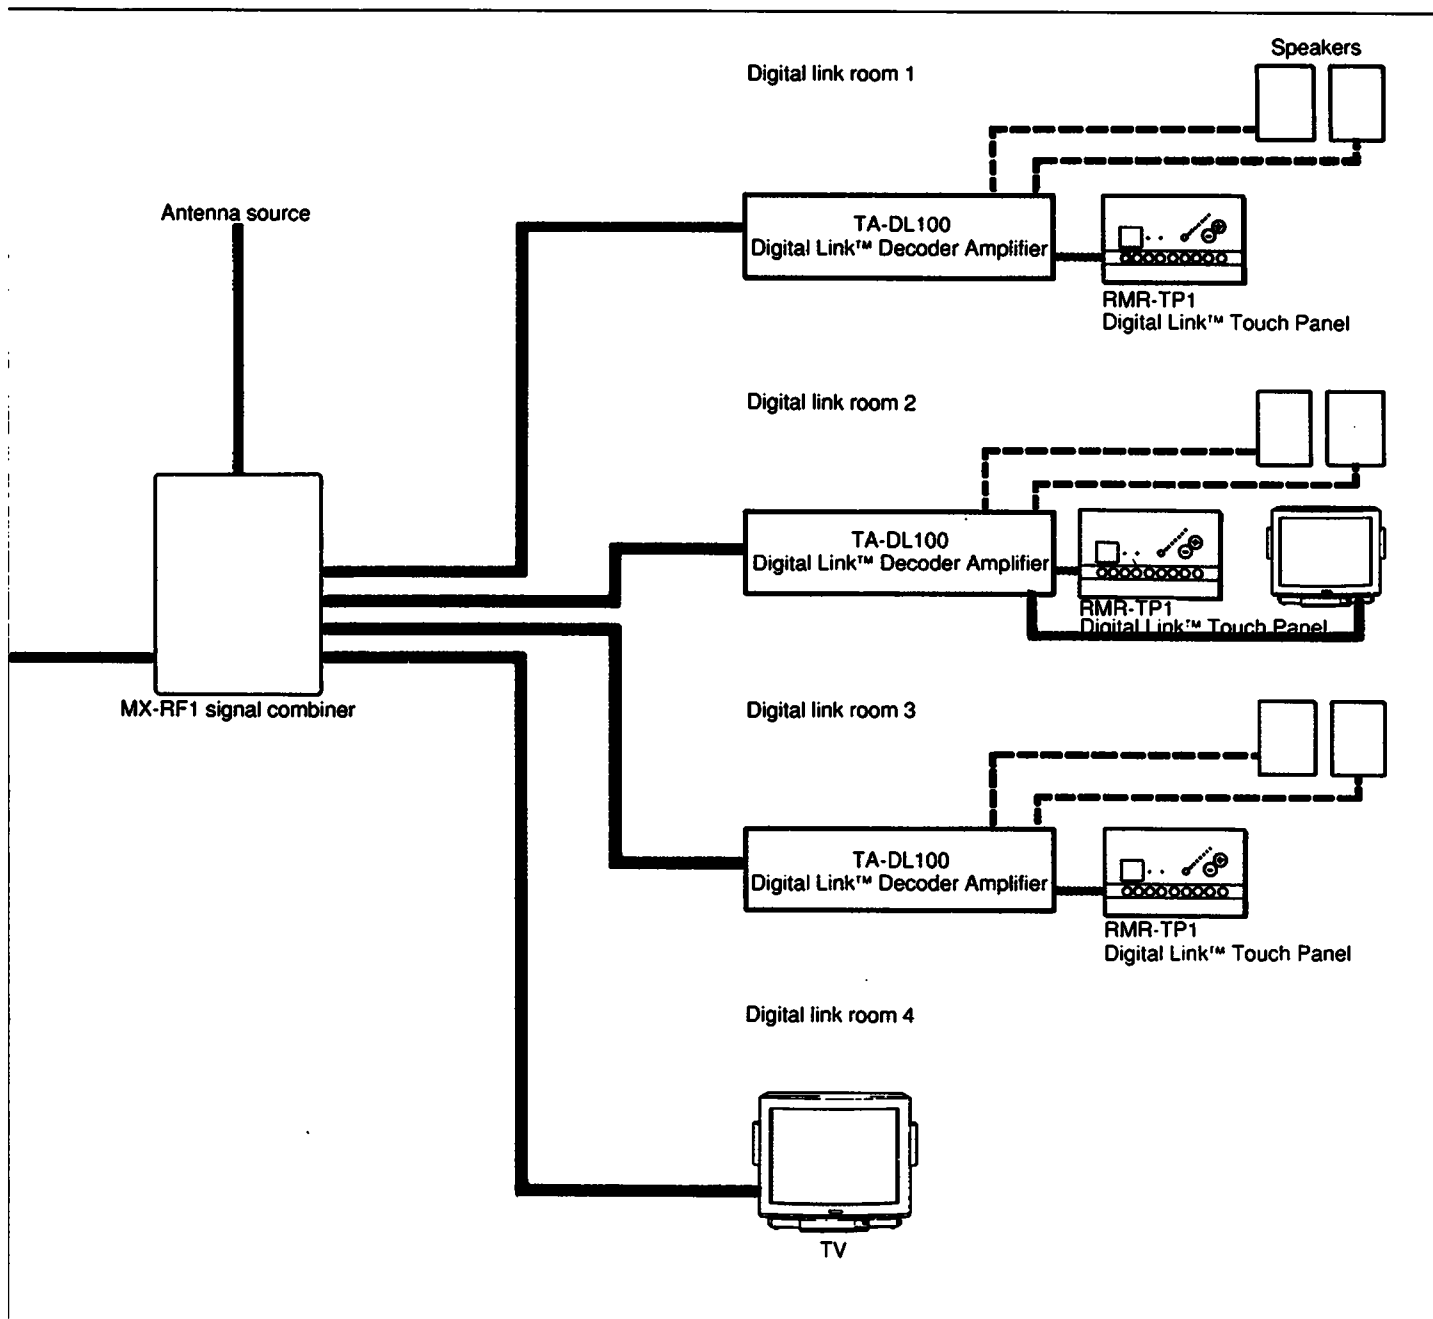 Speakers
Digital link room 1
Antenna source
TA-DL100
Digital Link™ Decoder Amplifier
RMR-TP1
Digital Link™ Touch Panel
Digital link room 2
TA-DL100
Digital Link™ Decoder Amplifier
RMR-TP1
Digital Link™ Touch Panel
MX-RF1 signal combiner
Digital link room 3
TA-DL100
Digital Link™ Decoder Amplifier
RMR-TP1
Digital Link™ Touch Panel
Digital link room 4
TV